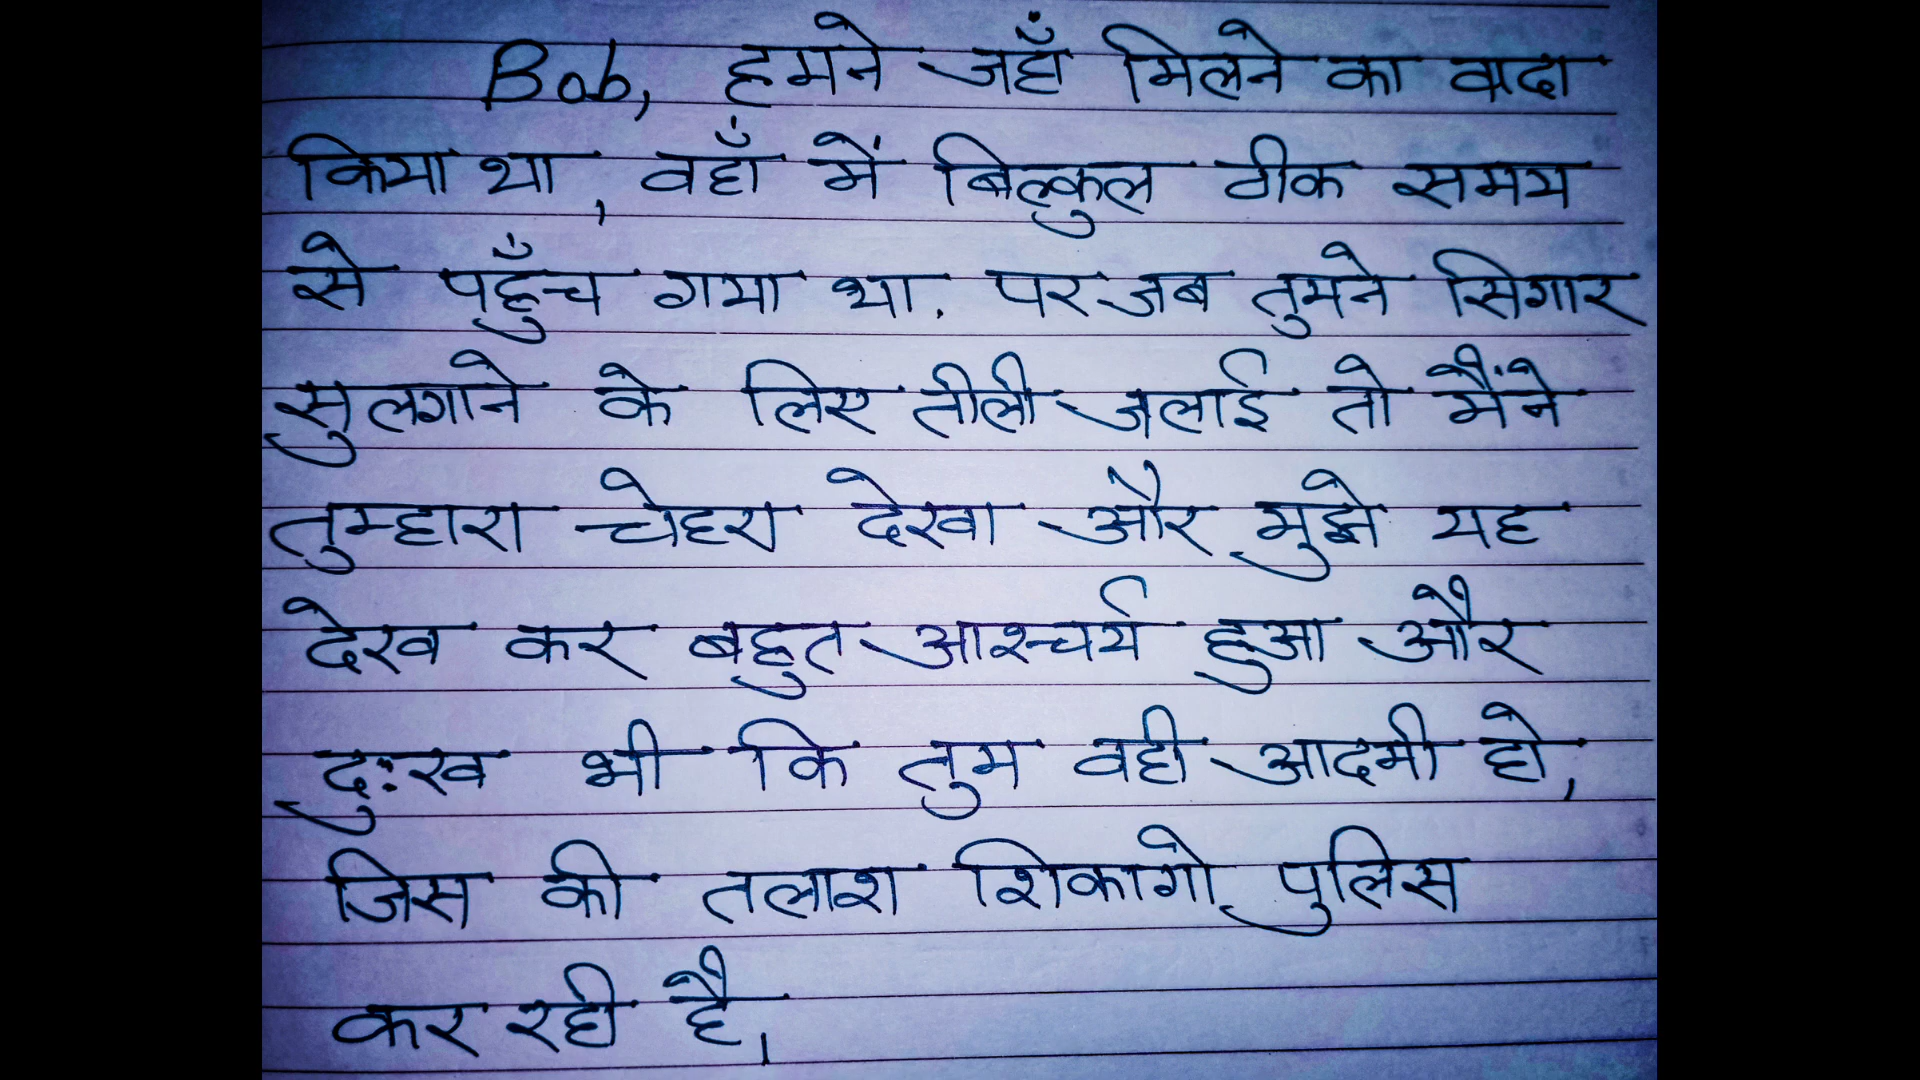 Bob, हमने जहाँ मिलने का वादा
किया था, वहाँ में बिल्कुल ठीक समय
से पहुँच गया था. पर जब तुमने सिगार
सुलगाने के लिए तीली जलाई तो मैंने
तुम्हारा चेहरा देखा और मुझे यह
देख कर बहुत आश्चर्य हुआ और
दुःख भी कि तुम वही आदमी हो,
जिस की तलाश शिकागो पुलिस
कर रही है।